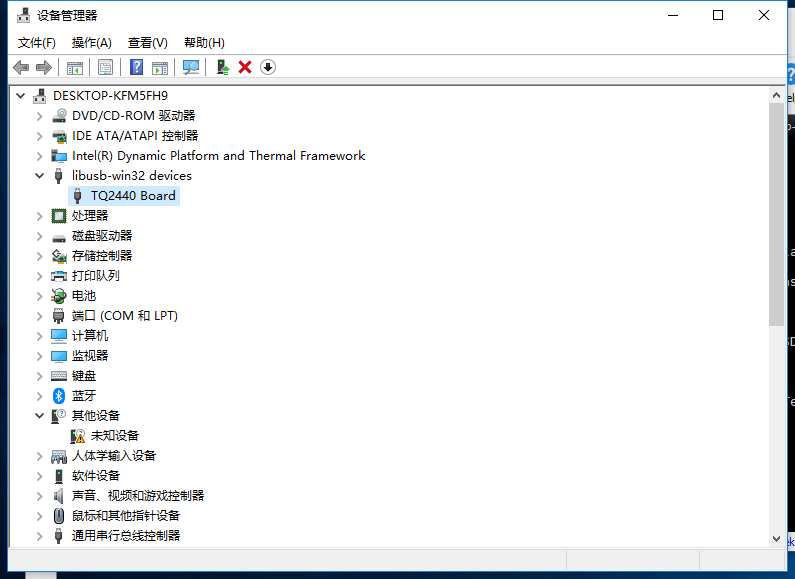 设备管理器
文件(F) 操作(A) 查看(V) 帮助(H)
DESKTOP-KFM5FH9
DVD/CD-ROM 驱动器
IDE ATA/ATAPI 控制器
Intel(R) Dynamic Platform and Thermal Framework
libusb-win32 devices
TQ2440 Board
处理器
磁盘驱动器
存储控制器
打印队列
电池
端口 (COM 和 LPT)
计算机
监视器
键盘
蓝牙
其他设备
未知设备
人体学输入设备
软件设备
声音、视频和游戏控制器
鼠标和其他指针设备
通用串行总线控制器